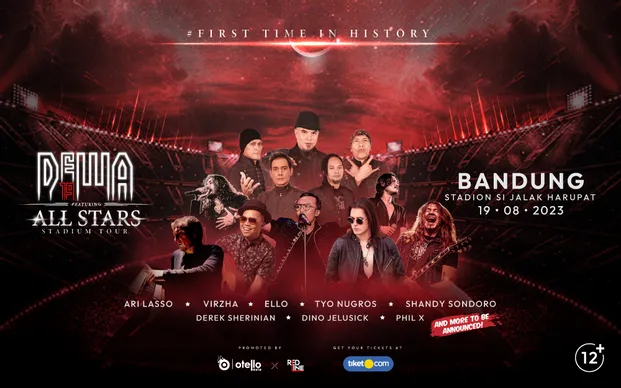 #FIRST TIME IN HISTORY
DEWA
19
FEATURING
ALL STARS
STADIUM TOUR
BANDUNG
STADION SI JALAK HARUPAT
19 • 08 • 2023
ARI LASSO ★ VIRZHA ★ ELLO ★ TYO NUGROS ★ SHANDY SONDORO
DEREK SHERINIAN ★ DINO JELUSICK ★ PHIL X
AND MORE TO BE
ANNOUNCED!
PROMOTED BY
otello
X
RED
LINE
GET YOUR TICKETS AT
tiket.com
12+